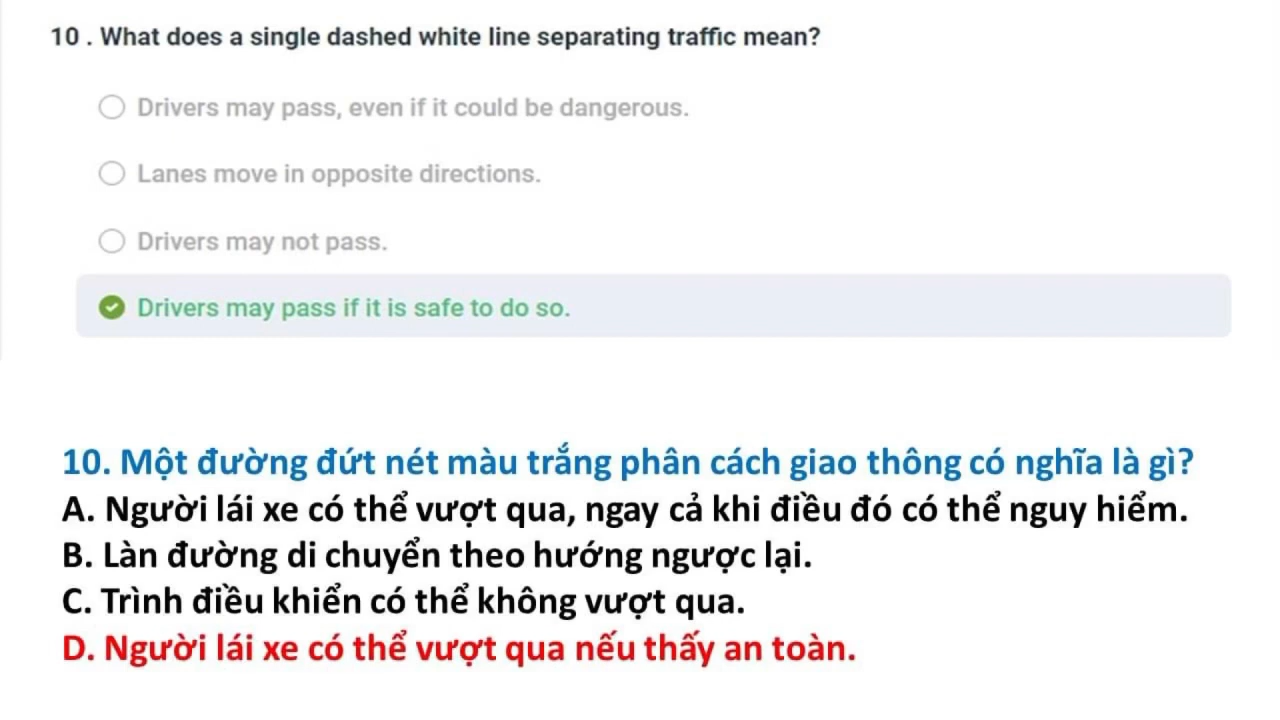 10 . What does a single dashed white line separating traffic mean?
Drivers may pass, even if it could be dangerous.
Lanes move in opposite directions.
Drivers may not pass.
Drivers may pass if it is safe to do so.
10. Một đường đứt nét màu trắng phân cách giao thông có nghĩa là gì?
A. Người lái xe có thể vượt qua, ngay cả khi điều đó có thể nguy hiểm.
B. Làn đường di chuyển theo hướng ngược lại.
C. Trình điều khiển có thể không vượt qua.
D. Người lái xe có thể vượt qua nếu thấy an toàn.